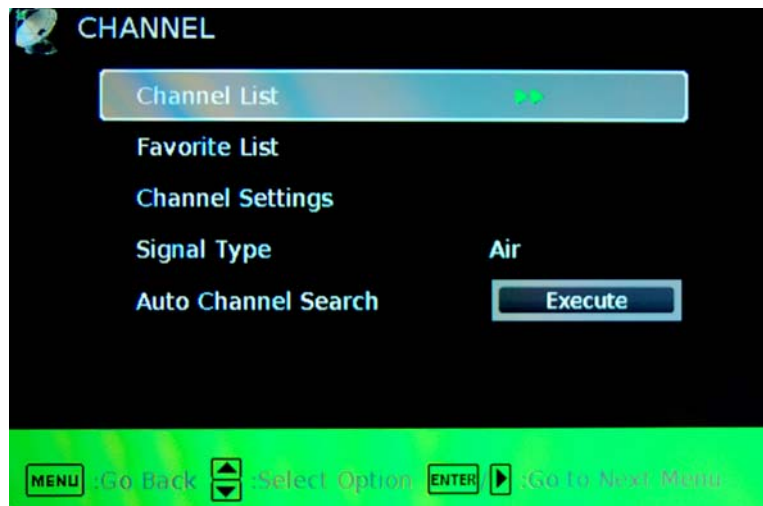 CHANNEL
Channel List
Favorite List
Channel Settings
Signal Type Air
Auto Channel Search Execute
MENU :Go Back :Select Option ENTER / :Go to Next Menu